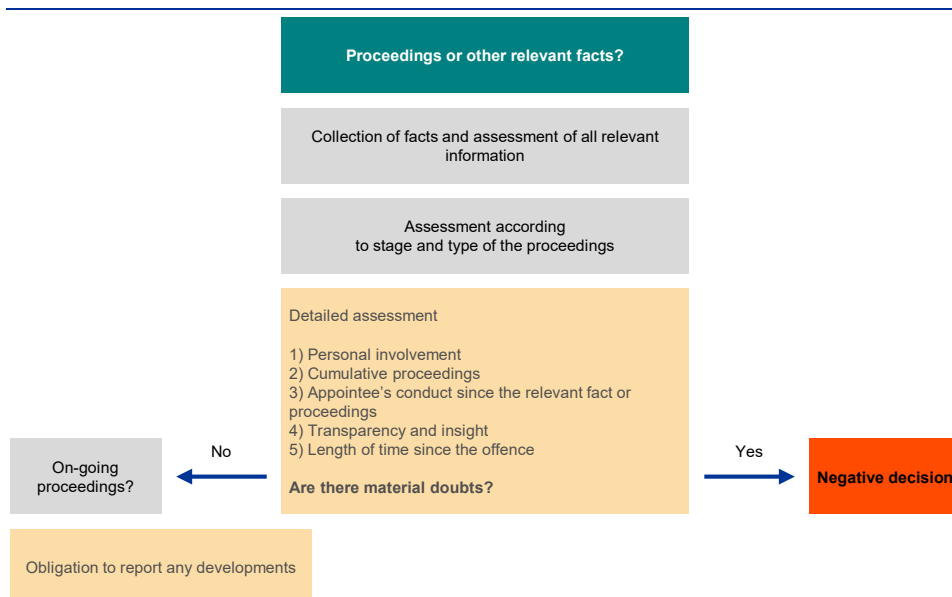 Proceedings or other relevant facts?
Collection of facts and assessment of all relevant
information
Assessment according
to stage and type of the proceedings
Detailed assessment
1) Personal involvement
2) Cumulative proceedings
3) Appointee's conduct since the relevant fact or
proceedings
4) Transparency and insight
5) Length of time since the offence
Are there material doubts?
No
Yes
On-going
proceedings?
Negative decision
Obligation to report any developments